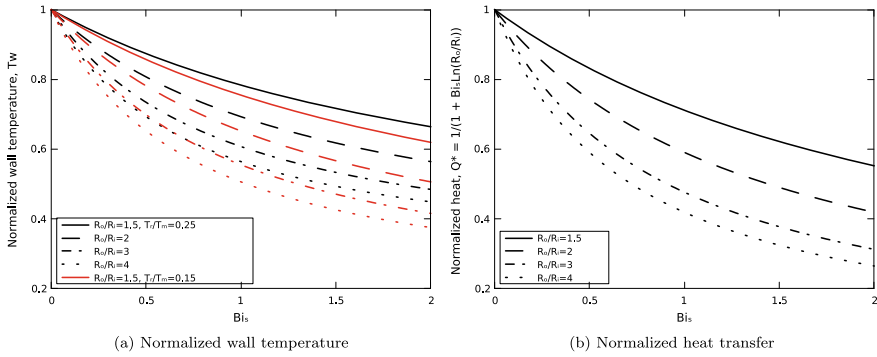 Normalized wall temperature, Tw
1
0.8
0.6
0.4
0.2
0
0.5
1
1.5
2
Biₛ
Rₒ/Rᵢ=1,5, Tᵣ/Tₘ=0,25
Rₒ/Rᵢ=2
Rₒ/Rᵢ=3
Rₒ/Rᵢ=4
Rₒ/Rᵢ=1,5, Tᵣ/Tₘ=0,15
(a) Normalized wall temperature
Normalized heat, Q* = 1/(1 + BiₛLn(Rₒ/Rᵢ))
1
0.8
0.6
0.4
0.2
0
0.5
1
1.5
2
Biₛ
Rₒ/Rᵢ=1.5
Rₒ/Rᵢ=2
Rₒ/Rᵢ=3
Rₒ/Rᵢ=4
(b) Normalized heat transfer